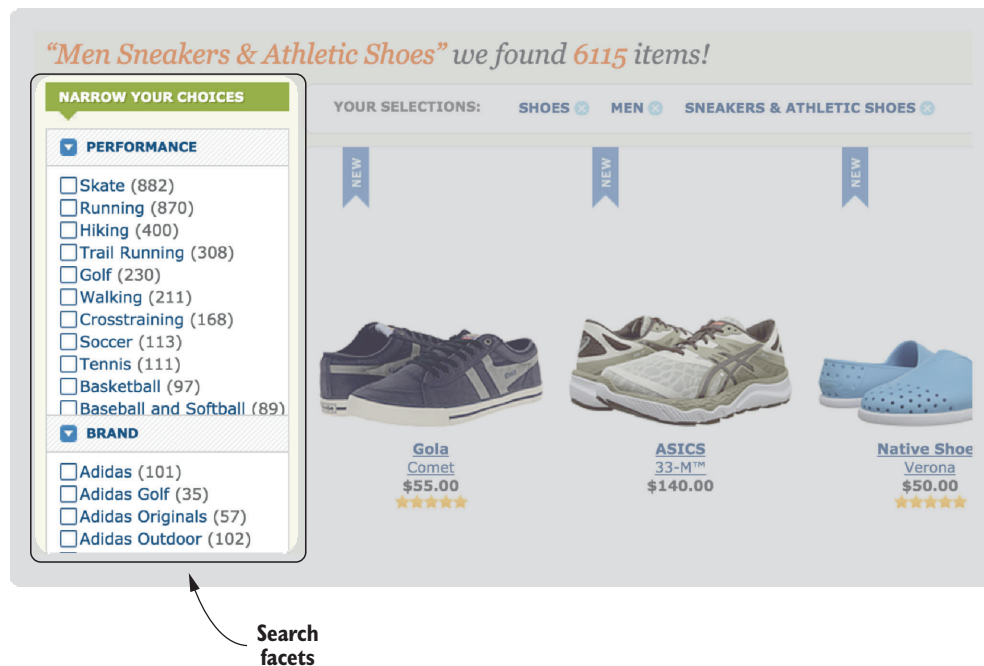 “Men Sneakers & Athletic Shoes” we found 6115 items!
NARROW YOUR CHOICES
PERFORMANCE
Skate (882)
Running (870)
Hiking (400)
Trail Running (308)
Golf (230)
Walking (211)
Crosstraining (168)
Soccer (113)
Tennis (111)
Basketball (97)
Baseball and Softball (89)
BRAND
Adidas (101)
Adidas Golf (35)
Adidas Originals (57)
Adidas Outdoor (102)
YOUR SELECTIONS: SHOES MEN SNEAKERS & ATHLETIC SHOES
NEW
NEW
NEW
Gola
Comet
$55.00
ASICS
33-M™
$140.00
Native Shoe
Verona
$50.00
Search
facets